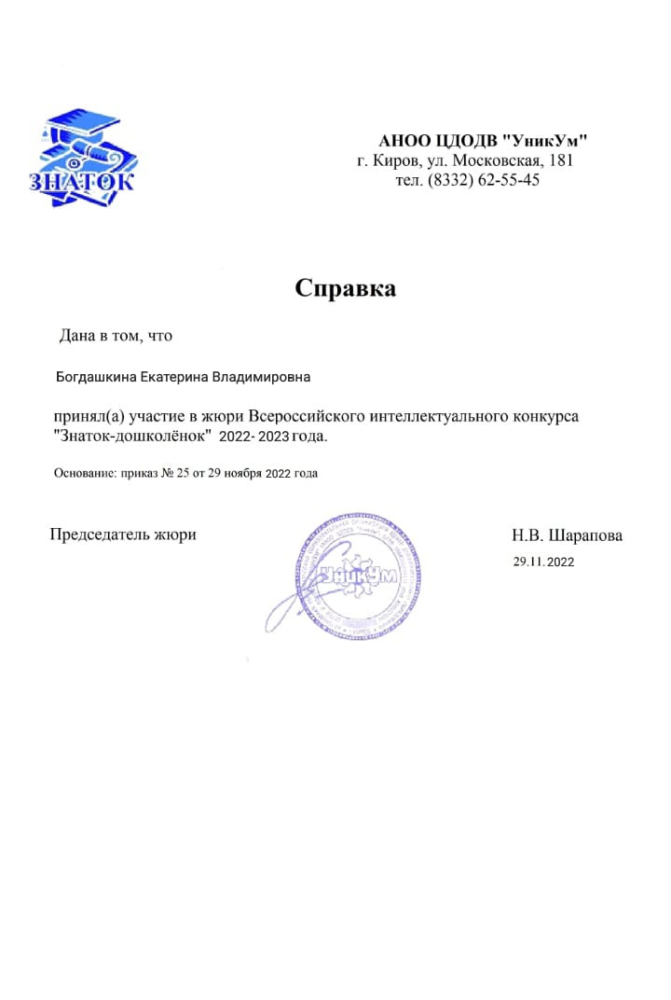 ЗНАТОК
АНОО ЦДОДВ "УникУм"
г. Киров, ул. Московская, 181
тел. (8332) 62-55-45
Справка
Дана в том, что
Богдашкина Екатерина Владимировна
принял(а) участие в жюри Всероссийского интеллектуального конкурса
"Знаток-дошколёнок" 2022- 2023 года.
Основание: приказ № 25 от 29 ноября 2022 года
Председатель жюри
УникУм
Н.В. Шарапова
29.11.2022